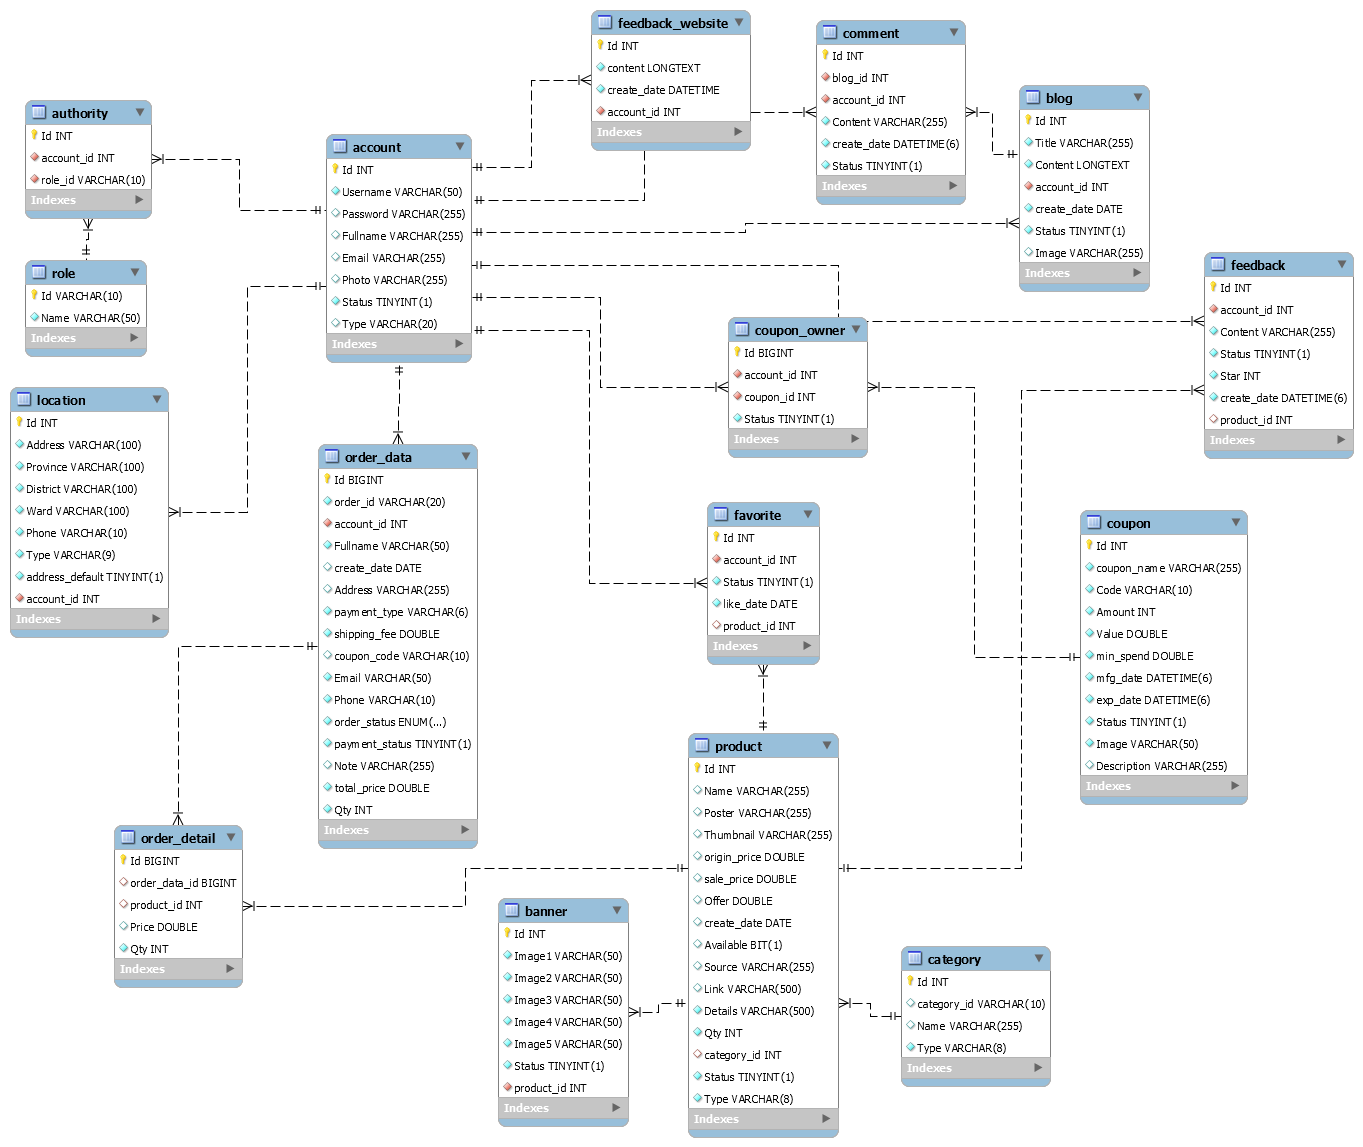 feedback_website
Id INT
content LONGTEXT
create_date DATETIME
account_id INT
Indexes
comment
Id INT
blog_id INT
account_id INT
Content VARCHAR(255)
create_date DATETIME(6)
Status TINYINT(1)
Indexes
blog
Id INT
Title VARCHAR(255)
Content LONGTEXT
account_id INT
create_date DATE
Status TINYINT(1)
Image VARCHAR(255)
Indexes
authority
Id INT
account_id INT
role_id VARCHAR(10)
Indexes
account
Id INT
Username VARCHAR(50)
Password VARCHAR(255)
Fullname VARCHAR(255)
Email VARCHAR(255)
Photo VARCHAR(255)
Status TINYINT(1)
Type VARCHAR(20)
Indexes
role
Id VARCHAR(10)
Name VARCHAR(50)
Indexes
feedback
Id INT
account_id INT
Content VARCHAR(255)
Status TINYINT(1)
Star INT
create_date DATETIME(6)
product_id INT
Indexes
coupon_owner
Id BIGINT
account_id INT
coupon_id INT
Status TINYINT(1)
Indexes
location
Id INT
Address VARCHAR(100)
Province VARCHAR(100)
District VARCHAR(100)
Ward VARCHAR(100)
Phone VARCHAR(10)
Type VARCHAR(9)
address_default TINYINT(1)
account_id INT
Indexes
order_data
Id BIGINT
order_id VARCHAR(20)
account_id INT
Fullname VARCHAR(50)
create_date DATE
Address VARCHAR(255)
payment_type VARCHAR(6)
shipping_fee DOUBLE
coupon_code VARCHAR(10)
Email VARCHAR(50)
Phone VARCHAR(10)
order_status ENUM(...)
payment_status TINYINT(1)
Note VARCHAR(255)
total_price DOUBLE
Qty INT
Indexes
favorite
Id INT
account_id INT
Status TINYINT(1)
like_date DATE
product_id INT
Indexes
coupon
Id INT
coupon_name VARCHAR(255)
Code VARCHAR(10)
Amount INT
Value DOUBLE
min_spend DOUBLE
mfg_date DATETIME(6)
exp_date DATETIME(6)
Status TINYINT(1)
Image VARCHAR(50)
Description VARCHAR(255)
Indexes
product
Id INT
Name VARCHAR(255)
Poster VARCHAR(255)
Thumbnail VARCHAR(255)
origin_price DOUBLE
sale_price DOUBLE
Offer DOUBLE
create_date DATE
Available BIT(1)
Source VARCHAR(255)
Link VARCHAR(500)
Details VARCHAR(500)
Qty INT
category_id INT
Status TINYINT(1)
Type VARCHAR(8)
Indexes
order_detail
Id BIGINT
order_data_id BIGINT
product_id INT
Price DOUBLE
Qty INT
Indexes
banner
Id INT
Image1 VARCHAR(50)
Image2 VARCHAR(50)
Image3 VARCHAR(50)
Image4 VARCHAR(50)
Image5 VARCHAR(50)
Status TINYINT(1)
product_id INT
Indexes
category
Id INT
category_id VARCHAR(10)
Name VARCHAR(255)
Type VARCHAR(8)
Indexes